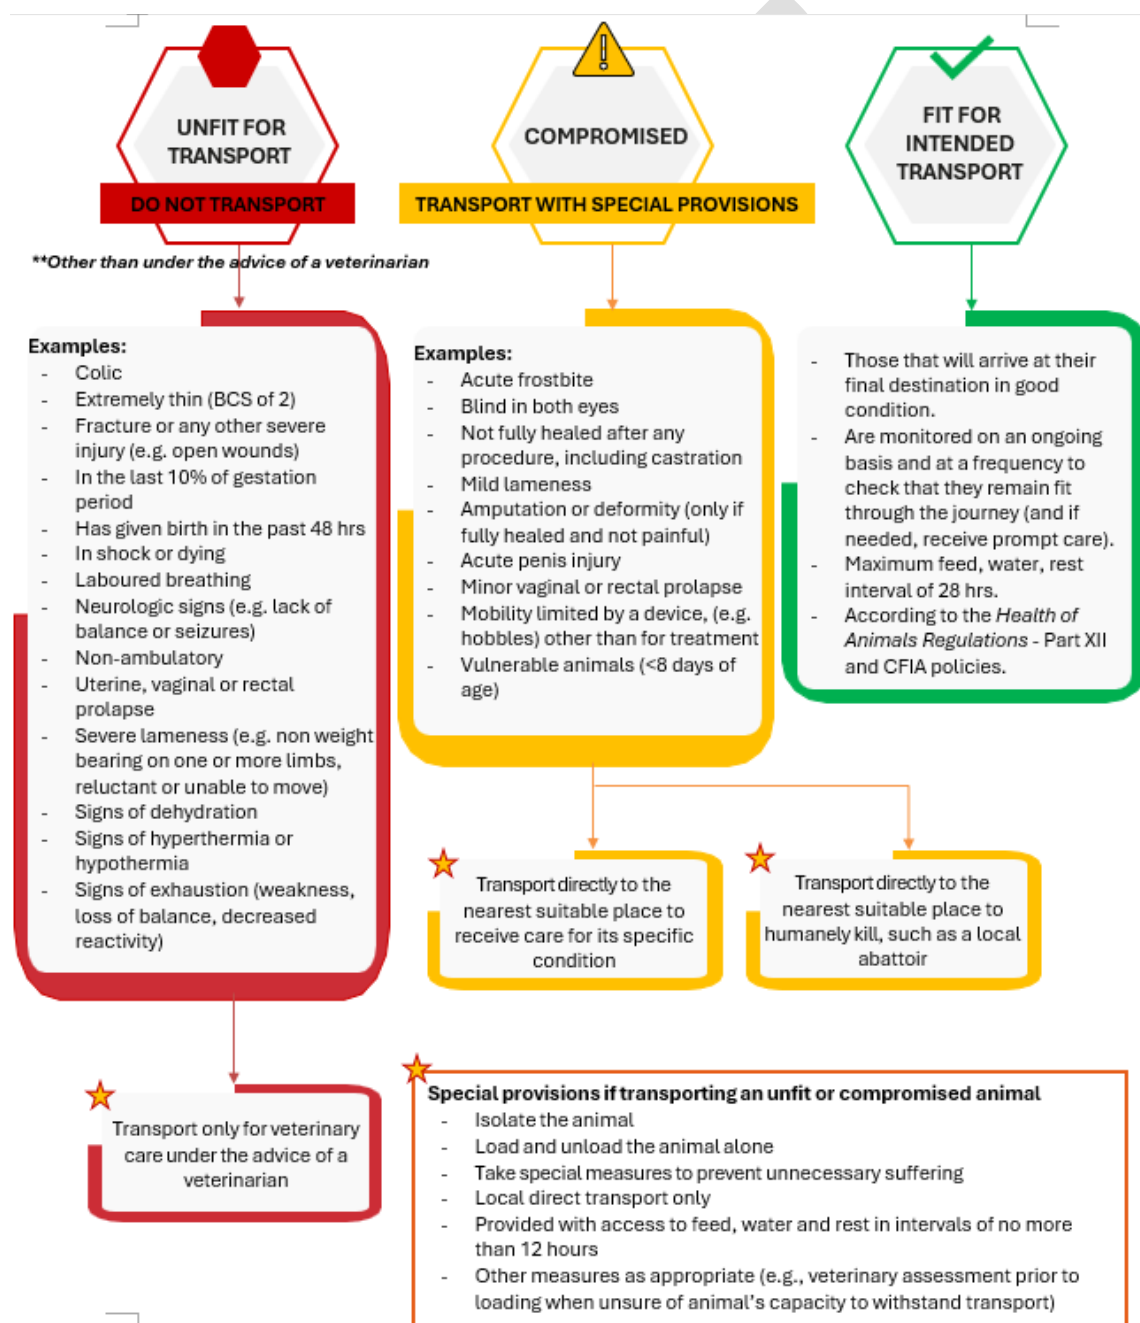 UNFIT FOR
TRANSPORT
DO NOT TRANSPORT
**Other than under the advice of a veterinarian
Examples:
- Colic
- Extremely thin (BCS of 2)
- Fracture or any other severe
injury (e.g. open wounds)
- In the last 10% of gestation
period
- Has given birth in the past 48 hrs
- In shock or dying
- Laboured breathing
- Neurologic signs (e.g. lack of
balance or seizures)
- Non-ambulatory
- Uterine, vaginal or rectal
prolapse
- Severe lameness (e.g. non weight
bearing on one or more limbs,
reluctant or unable to move)
- Signs of dehydration
- Signs of hyperthermia or
hypothermia
- Signs of exhaustion (weakness,
loss of balance, decreased
reactivity)
Transport only for veterinary
care under the advice of a
veterinarian
COMPROMISED
TRANSPORT WITH SPECIAL PROVISIONS
Examples:
- Acute frostbite
- Blind in both eyes
- Not fully healed after any
procedure, including castration
- Mild lameness
- Amputation or deformity (only if
fully healed and not painful)
- Acute penis injury
- Minor vaginal or rectal prolapse
- Mobility limited by a device, (e.g.
hobbles) other than for treatment
- Vulnerable animals (<8 days of
age)
Transport directly to the
nearest suitable place to
receive care for its specific
condition
Transport directly to the
nearest suitable place to
humanely kill, such as a local
abattoir
FIT FOR
INTENDED
TRANSPORT
- Those that will arrive at their
final destination in good
condition.
- Are monitored on an ongoing
basis and at a frequency to
check that they remain fit
through the journey (and if
needed, receive prompt care).
- Maximum feed, water, rest
interval of 28 hrs.
- According to the Health of
Animals Regulations - Part XII
and CFIA policies.
Special provisions if transporting an unfit or compromised animal
- Isolate the animal
- Load and unload the animal alone
- Take special measures to prevent unnecessary suffering
- Local direct transport only
- Provided with access to feed, water and rest in intervals of no more
than 12 hours
- Other measures as appropriate (e.g., veterinary assessment prior to
loading when unsure of animal's capacity to withstand transport)